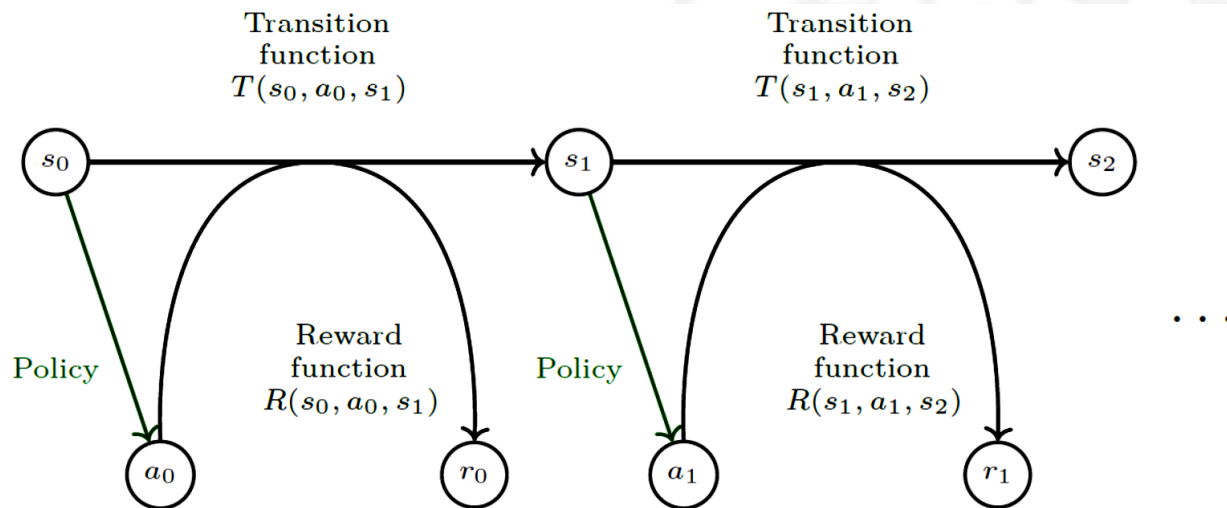 Transition
function
T(s₀, a₀, s₁)
Transition
function
T(s₁, a₁, s₂)
s₀
s₁
s₂
Policy
Reward
function
R(s₀, a₀, s₁)
Policy
Reward
function
R(s₁, a₁, s₂)
. . .
a₀
r₀
a₁
r₁